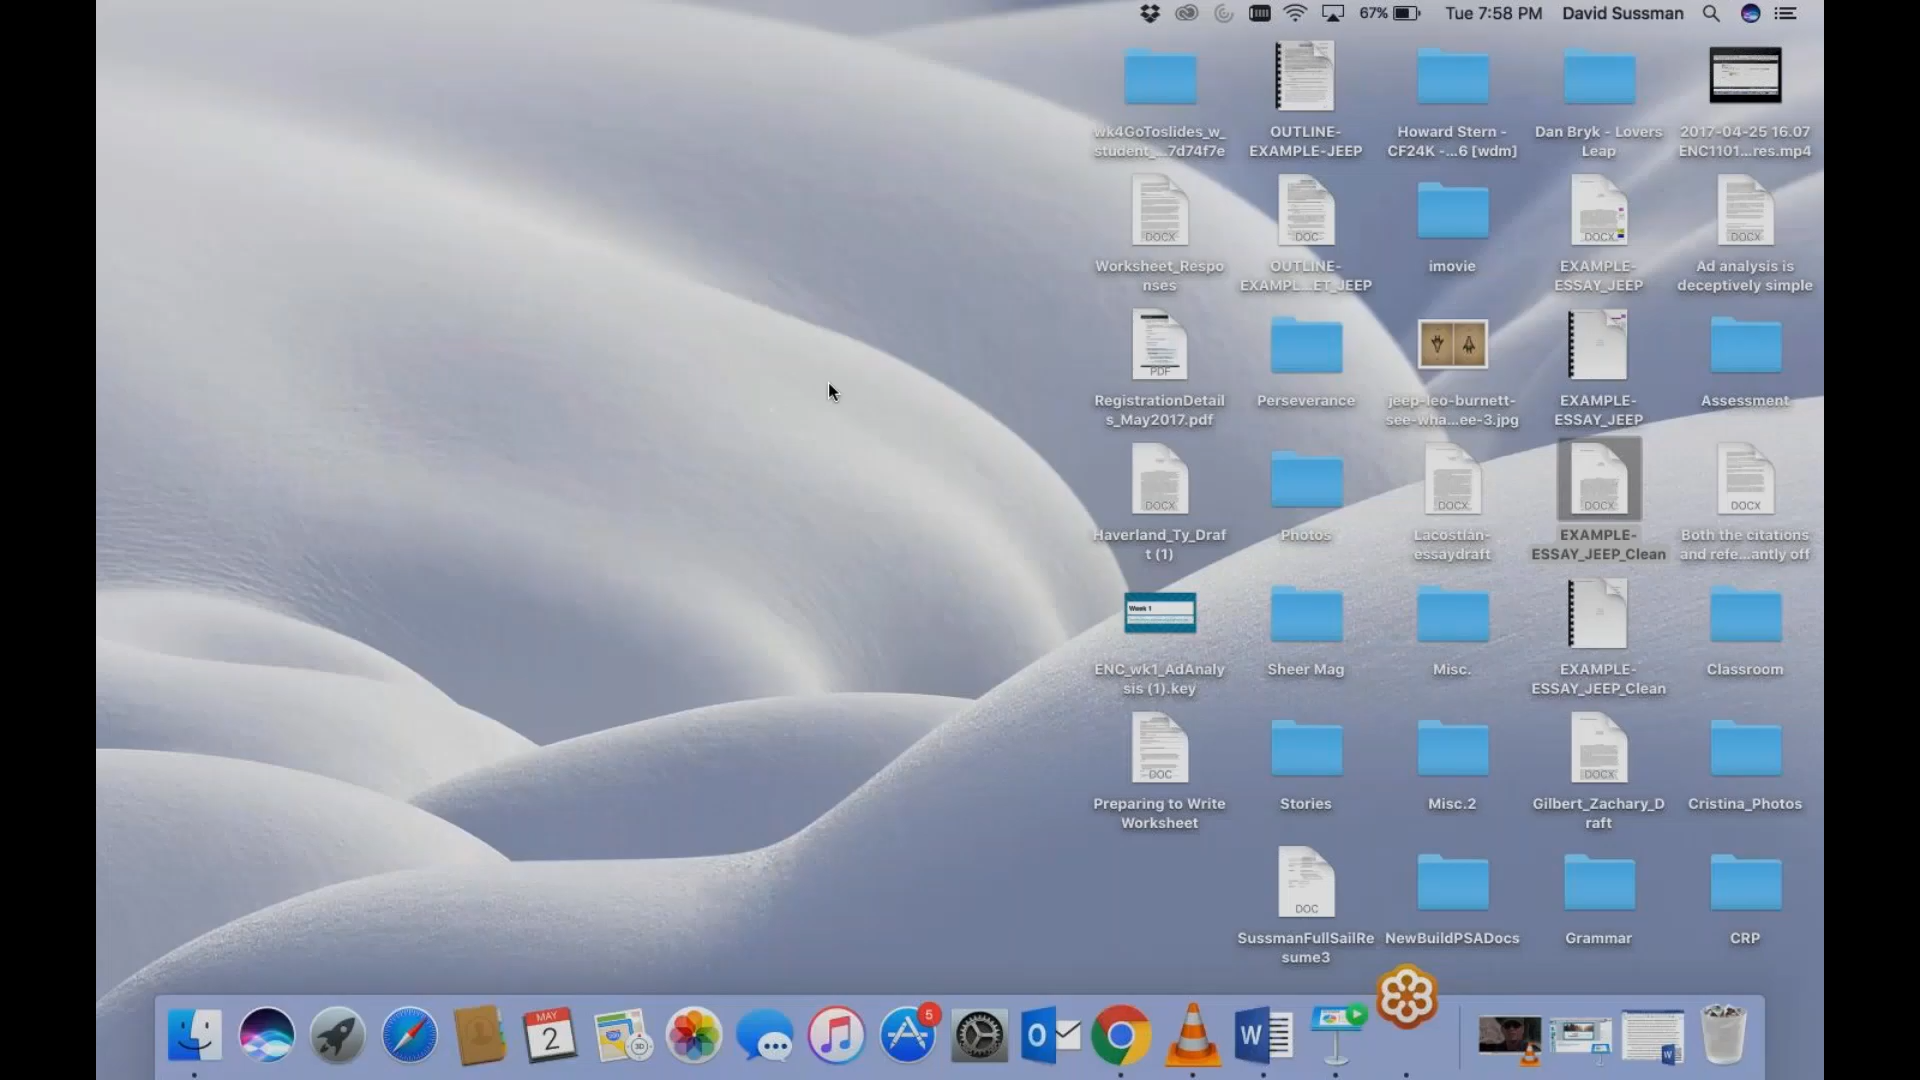 67% Tue 7:58 PM David Sussman
wk4GoToslides_w_
student_...7d74f7e
OUTLINE-
EXAMPLE-JEEP
Howard Stern -
CF24K -...6 [wdm]
Dan Bryk - Lovers
Leap
2017-04-25 16.07
ENC1101...res.mp4
DOCX
Worksheet_Respo
nses
DOC
OUTLINE-
EXAMPL...ET_JEEP
imovie
DOCX
EXAMPLE-
ESSAY_JEEP
DOCX
Ad analysis is
deceptively simple
PDF
RegistrationDetail
s_May2017.pdf
Perseverance
jeep-leo-burnett-
see-wha...ee-3.jpg
EXAMPLE-
ESSAY_JEEP
Assessment
DOCX
Haverland_Ty_Draf
t (1)
Photos
DOCX
Lacostian-
essaydraft
DOCX
EXAMPLE-
ESSAY_JEEP_Clean
DOCX
Both the citations
and refe...antly off
Week 1
ENC_wk1_AdAnaly
sis (1).key
Sheer Mag
Misc.
EXAMPLE-
ESSAY_JEEP_Clean
Classroom
DOC
Preparing to Write
Worksheet
Stories
Misc.2
DOCX
Gilbert_Zachary_D
raft
Cristina_Photos
DOC
SussmanFullSailRe
sume3
NewBuildPSADocs
Grammar
CRP
MAY
2
3D
5
O
W
W